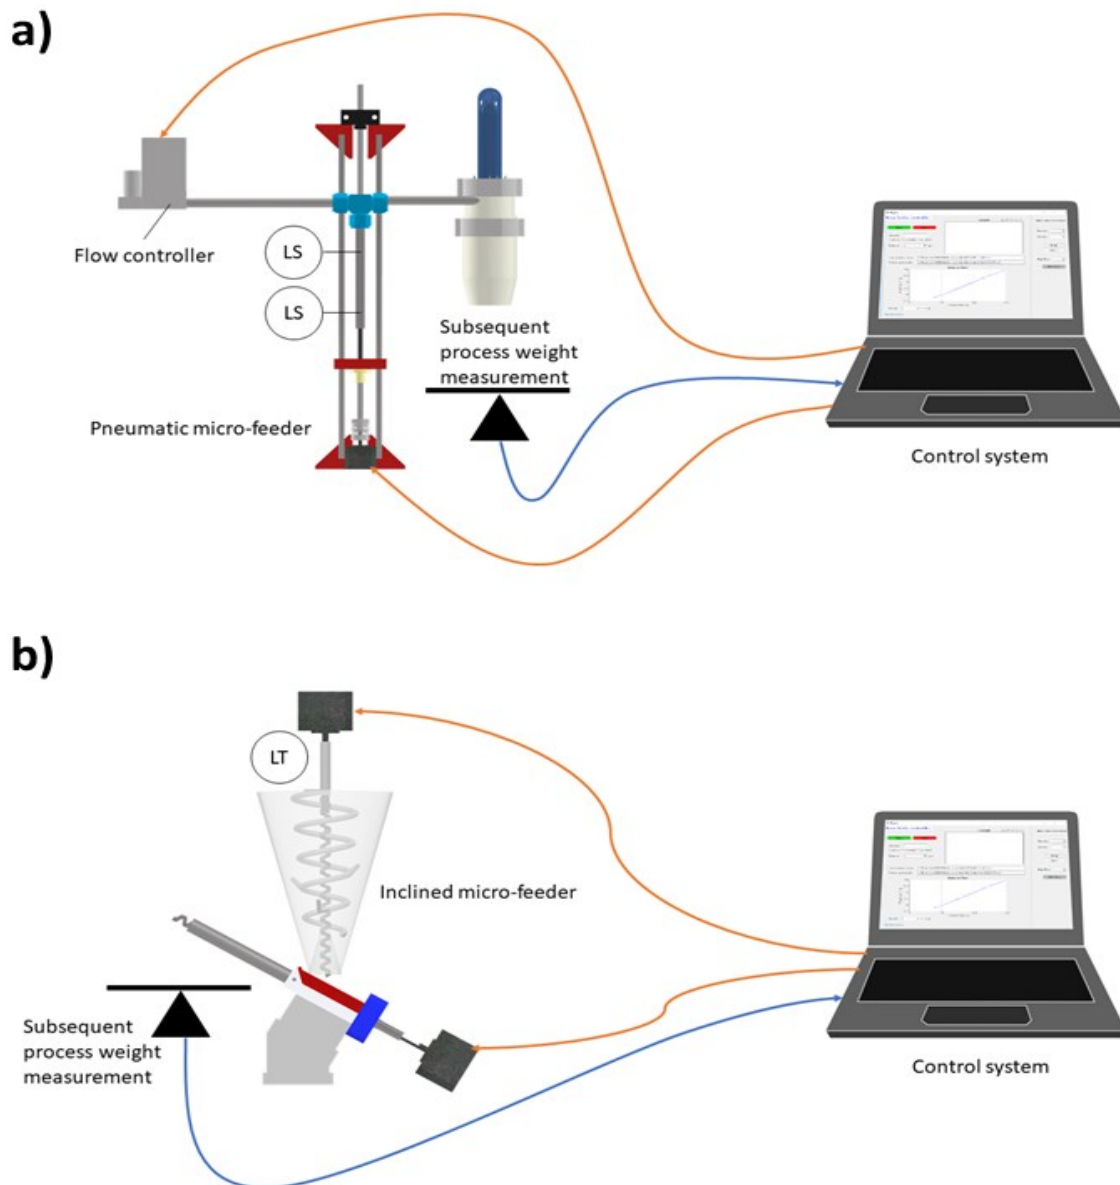 a)
Flow controller
LS
LS
Subsequent
process weight
measurement
Pneumatic micro-feeder
Control system
b)
LT
Inclined micro-feeder
Subsequent
process weight
measurement
Control system